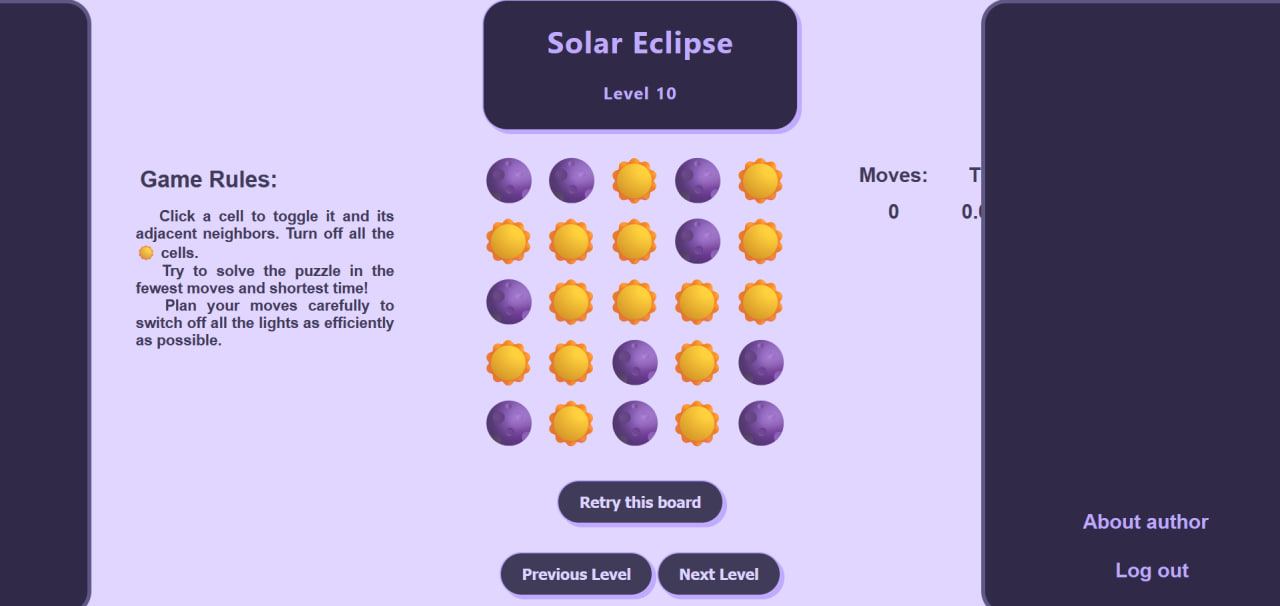 Solar Eclipse
Level 10
Game Rules:
Click a cell to toggle it and its
adjacent neighbors. Turn off all the
cells.
Try to solve the puzzle in the
fewest moves and shortest time!
Plan your moves carefully to
switch off all the lights as efficiently
as possible.
Moves:
0
Retry this board
Previous Level
Next Level
About author
Log out